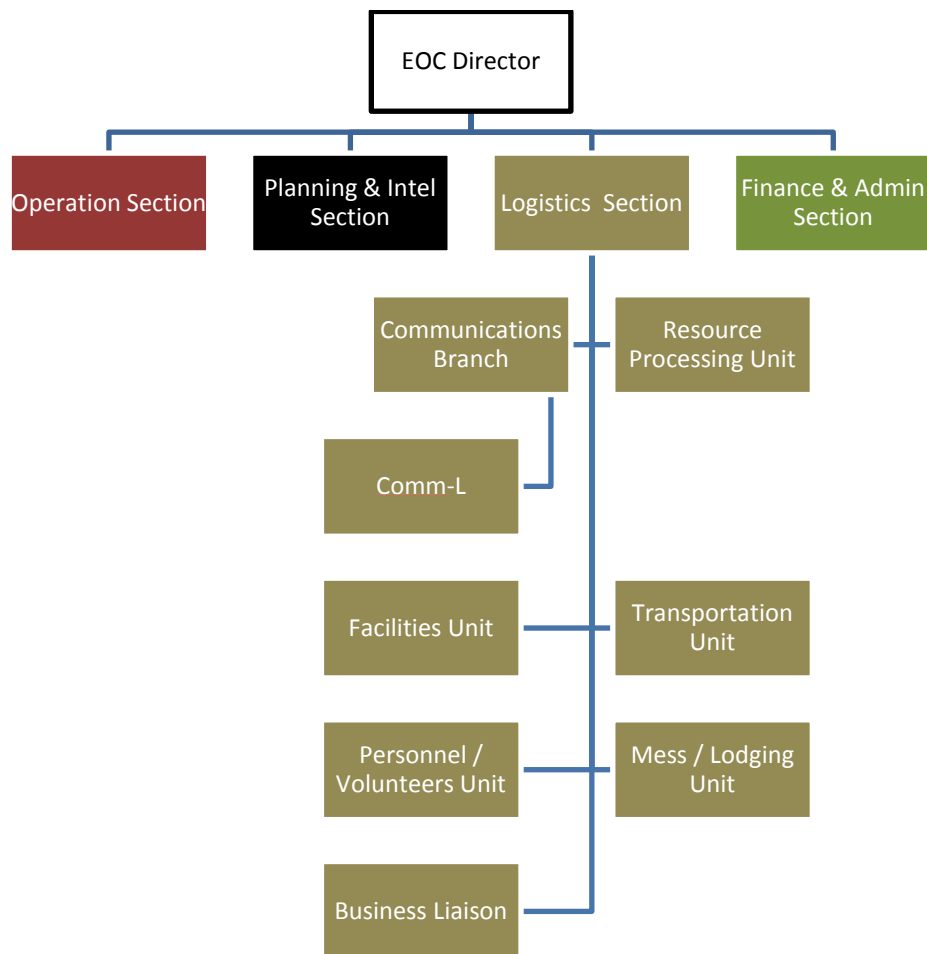 EOC Director
Operation Section
Planning & Intel
Section
Logistics  Section
Finance & Admin
Section
Communications
Branch
Resource
Processing Unit
Comm-L
Facilities Unit
Transportation
Unit
Personnel /
Volunteers Unit
Mess / Lodging
Unit
Business Liaison